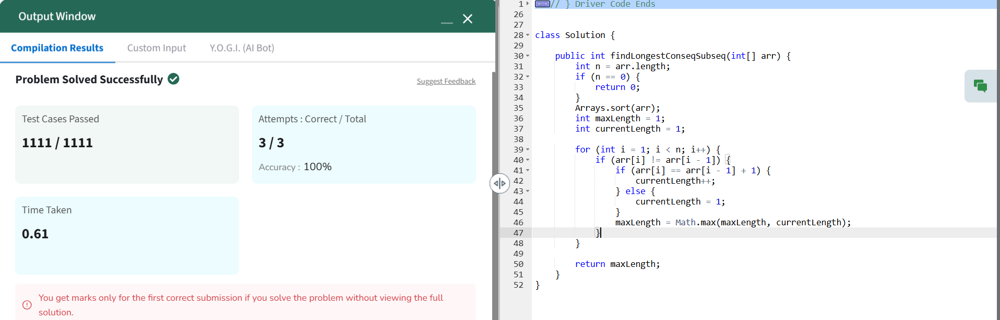 Output Window
Compilation Results
Custom Input
Y.O.G.I. (AI Bot)
Problem Solved Successfully
Suggest Feedback
Test Cases Passed
1111 / 1111
Attempts : Correct / Total
3 / 3
Accuracy : 100%
Time Taken
0.61
You get marks only for the first correct submission if you solve the problem without viewing the full
solution.
1 // } Driver Code Ends
26
27
28 class Solution {
29
30     public int findLongestConseqSubseq(int[] arr) {
31         int n = arr.length;
32         if (n == 0) {
33             return 0;
34         }
35         Arrays.sort(arr);
36         int maxLength = 1;
37         int currentLength = 1;
38
39         for (int i = 1; i < n; i++) {
40             if (arr[i] != arr[i - 1]) {
41                 if (arr[i] == arr[i - 1] + 1) {
42                     currentLength++;
43                 } else {
44                     currentLength = 1;
45                 }
46                 maxLength = Math.max(maxLength, currentLength);
47             }
48         }
49
50         return maxLength;
51     }
52 }